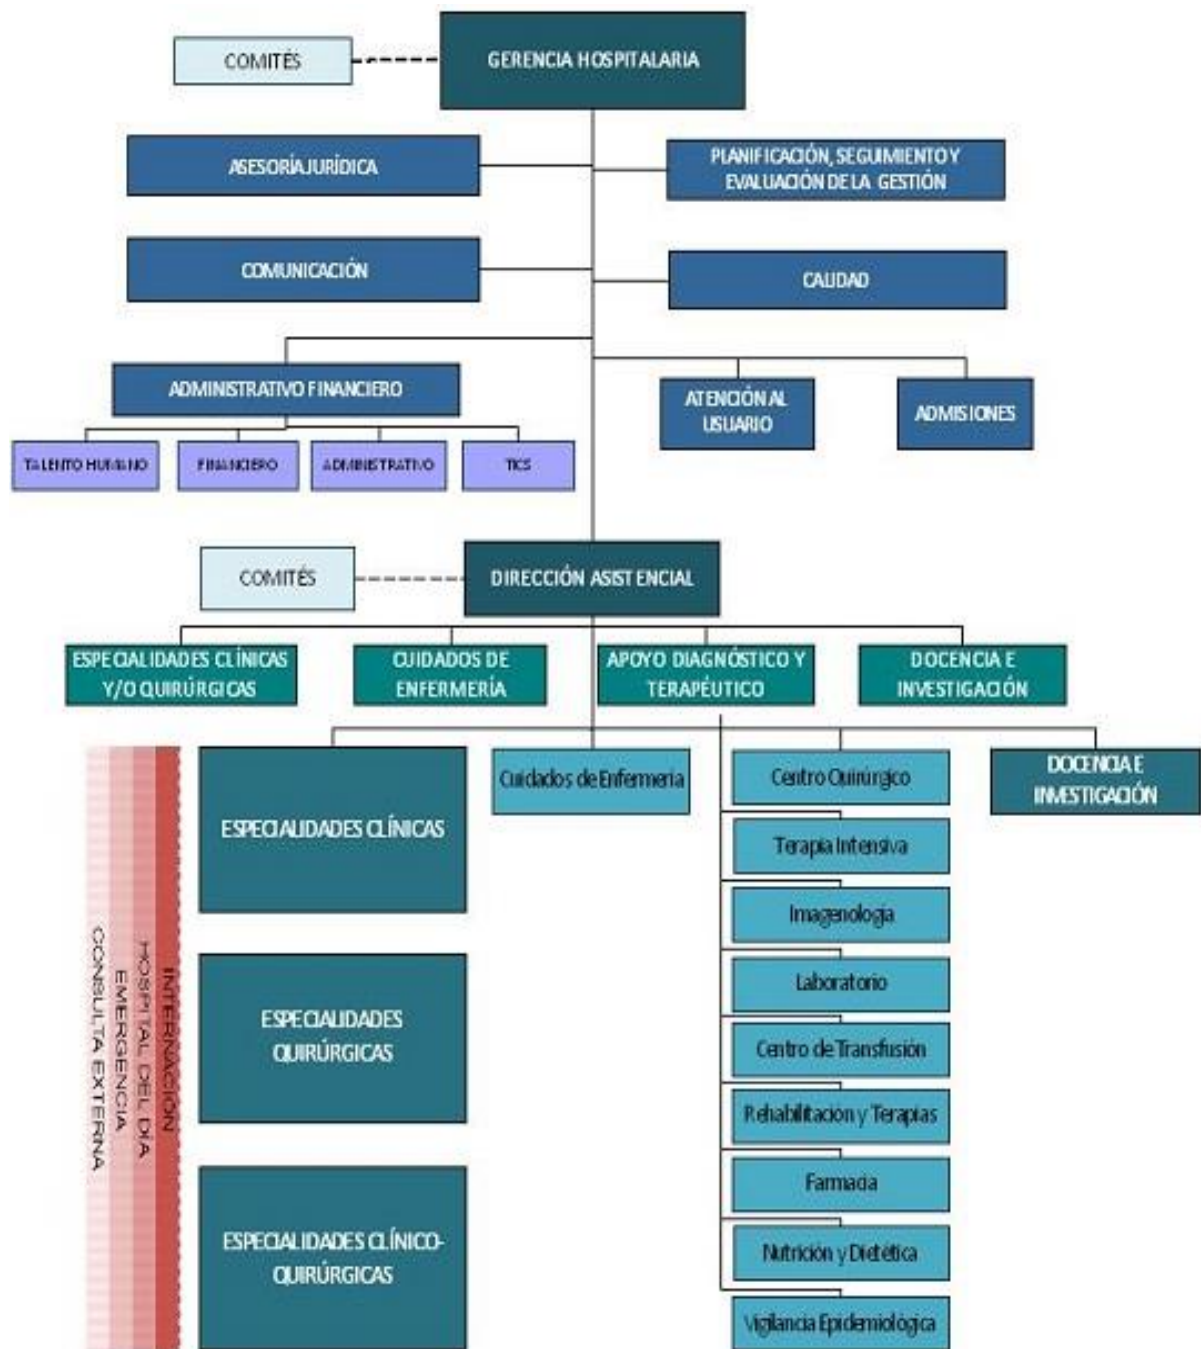 GERENCIA HOSPITALARIA
COMITÉS
ASESORÍA JURÍDICA
PLANIFICACIÓN, SEGUIMIENTO Y
EVALUACIÓN DE LA GESTIÓN
COMUNICACIÓN
CALIDAD
ADMINISTRATIVO FINANCIERO
ATENCIÓN AL
USUARIO
ADMISIONES
TALENTO HUMANO
FINANCIERO
ADMINISTRATIVO
TICS
COMITÉS
DIRECCIÓN ASISTENCIAL
ESPECIALIDADES CLÍNICAS
Y/O QUIRÚRGICAS
CUIDADOS DE
ENFERMERÍA
APOYO DIAGNÓSTICO Y
TERAPÉUTICO
DOCENCIA E
INVESTIGACIÓN
INTERNACIÓN
HOSPITAL DEL DÍA
EMERGENCIA
CONSULTA EXTERNA
ESPECIALIDADES CLÍNICAS
ESPECIALIDADES
QUIRÚRGICAS
ESPECIALIDADES CLÍNICO-
QUIRÚRGICAS
Cuidados de Enfermería
Centro Quirúrgico
Terapia Intensiva
Imagenología
Laboratorio
Centro de Transfusión
Rehabilitación y Terapias
Farmacia
Nutrición y Dietética
Vigilancia Epidemiológica
DOCENCIA E
INVESTIGACIÓN